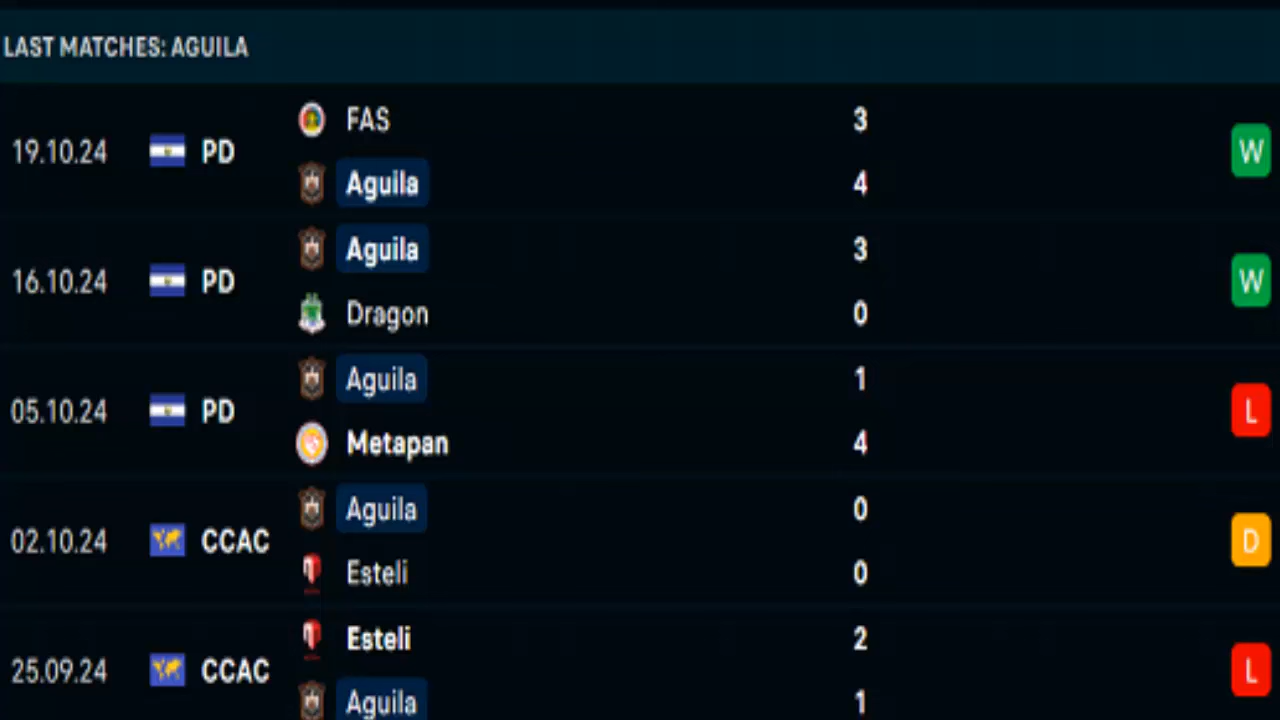 LAST MATCHES: AGUILA
FAS 3
19.10.24 PD W
Aguila 4
Aguila 3
16.10.24 PD W
Dragon 0
Aguila 1
05.10.24 PD L
Metapan 4
Aguila 0
02.10.24 CCAC D
Esteli 0
Esteli 2
25.09.24 CCAC L
Aguila 1